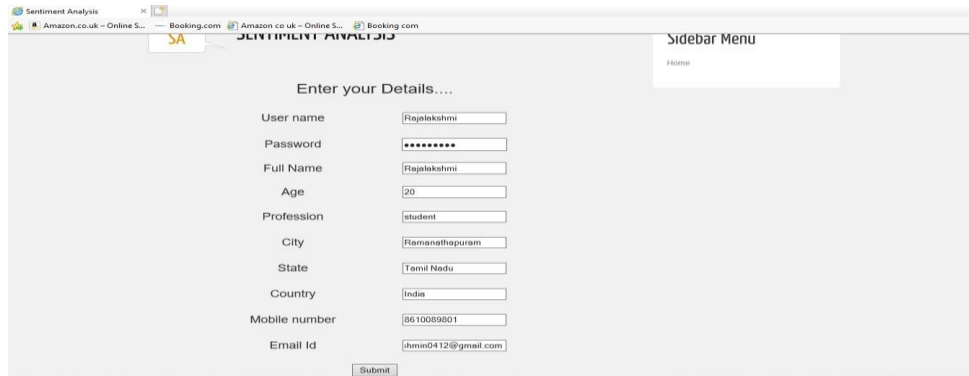 Sentiment Analysis
Amazon.co.uk – Online S... Booking.com Amazon co uk – Online S... Booking com
SA SENTIMENT ANALYSIS
Sidebar Menu
Home
Enter your Details....
User name Rajalakshmi
Password •••••••••
Full Name Rajalakshmi
Age 20
Profession student
City Ramanathapuram
State Tamil Nadu
Country India
Mobile number 8610089801
Email Id ihmin0412@gmail.com
Submit